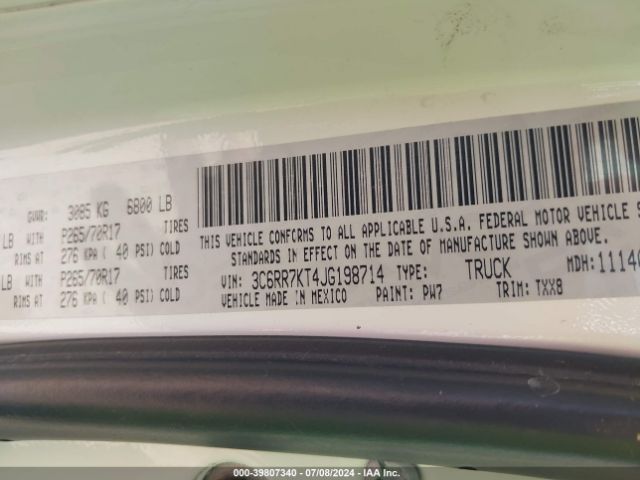 GVWR: 3085 KG 6800 LB
LB WITH P265/70R17 TIRES
RIMS AT 276 KPA ( 40 PSI) COLD
LB WITH P265/70R17 TIRES
RIMS AT 276 KPA ( 40 PSI) COLD
THIS VEHICLE CONFORMS TO ALL APPLICABLE U.S.A. FEDERAL MOTOR VEHICLE S
STANDARDS IN EFFECT ON THE DATE OF MANUFACTURE SHOWN ABOVE.
VIN: 3C6RR7KT4JG198714 TYPE: TRUCK MDH: 11140
VEHICLE MADE IN MEXICO PAINT: PW7 TRIM: TXX8
000-39807340 | 07/08/2024 | © IAA Inc.